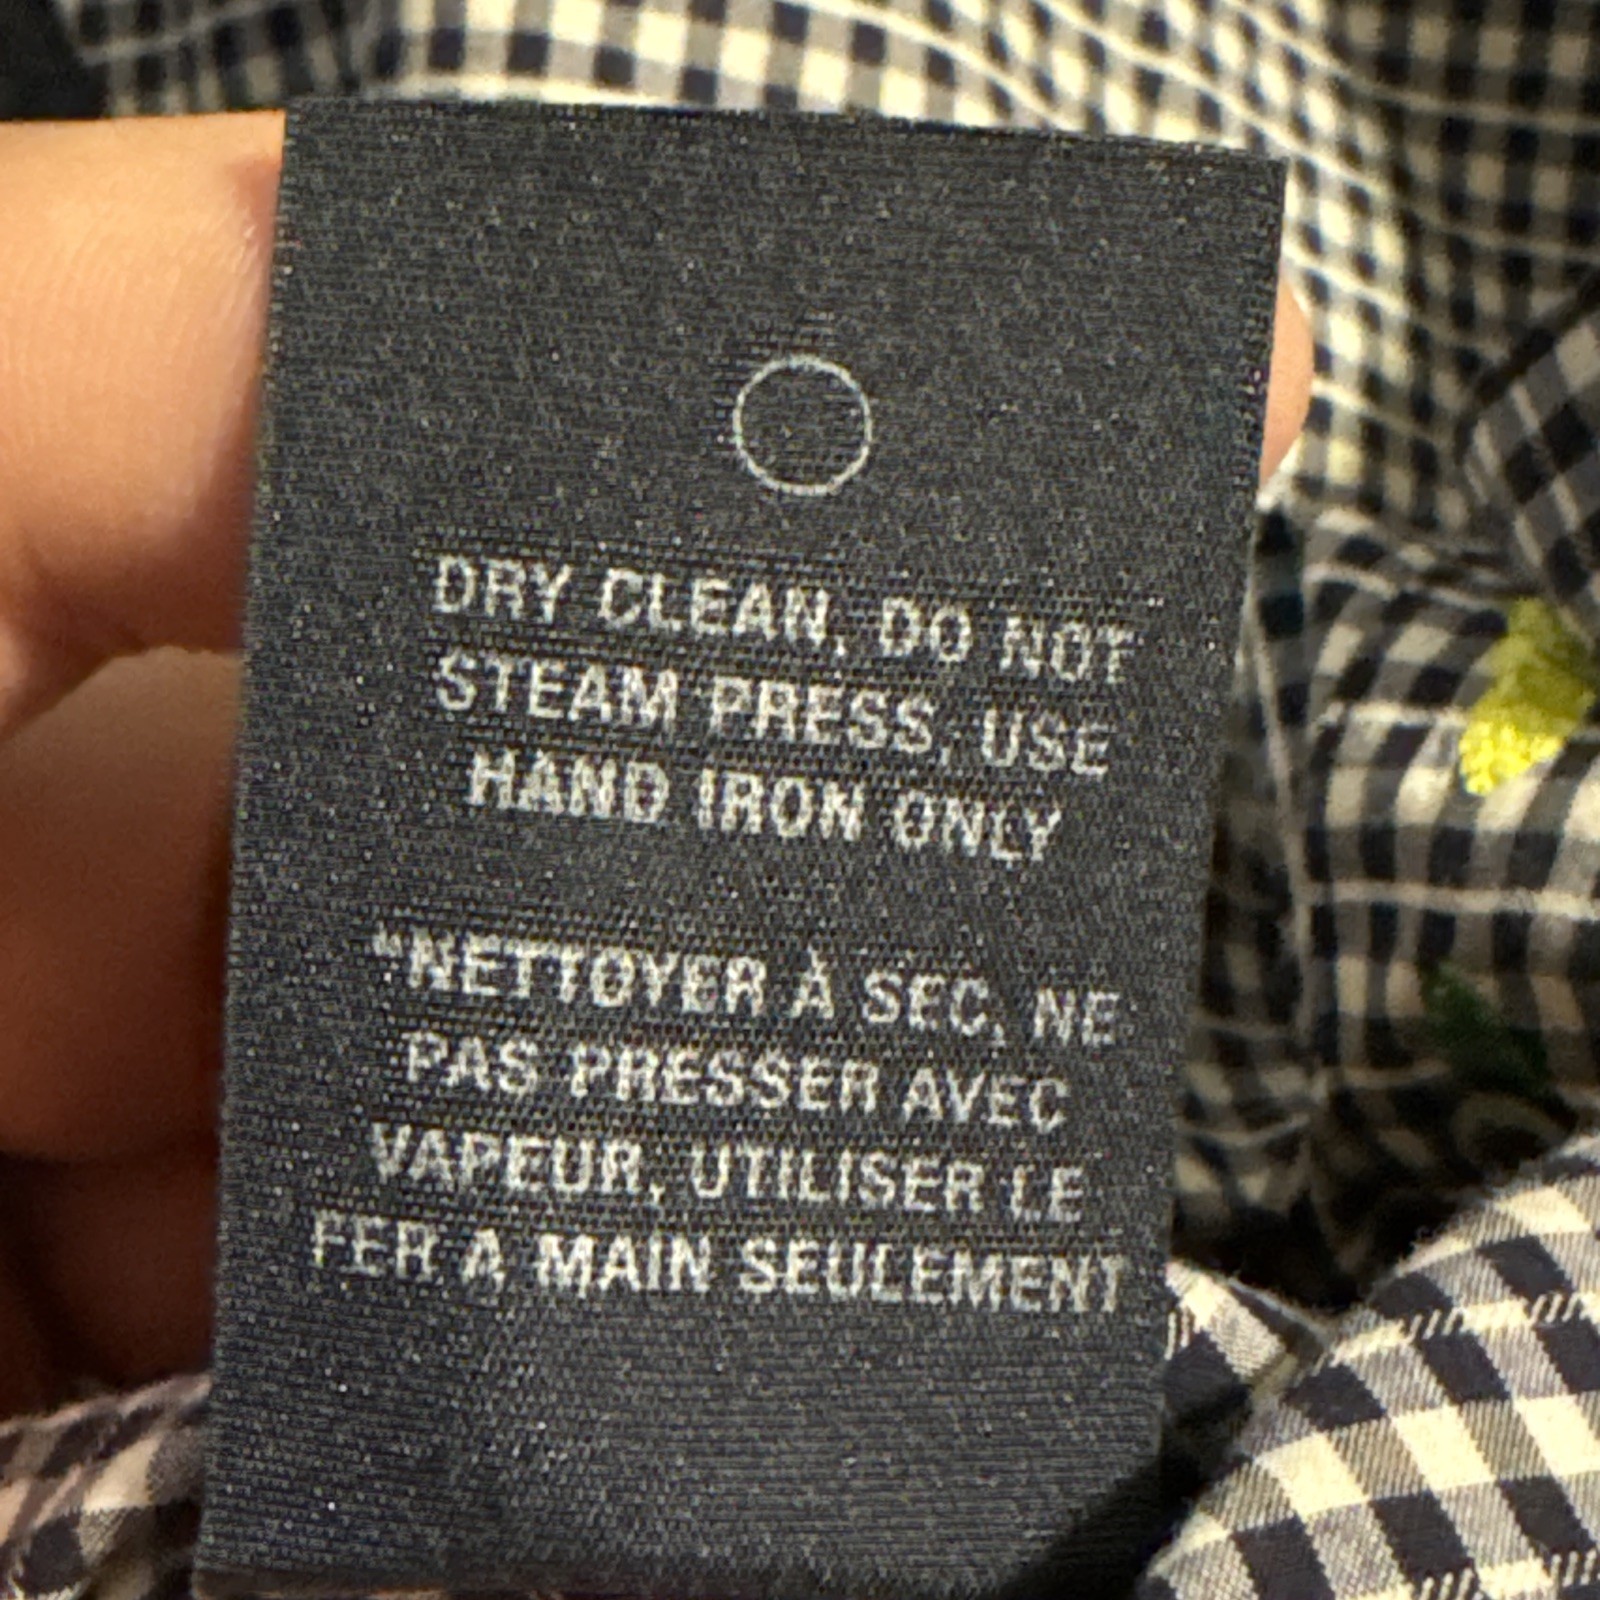 DRY CLEAN, DO NOT
STEAM PRESS, USE
HAND IRON ONLY
"NETTOYER À SEC, NE
PAS PRESSER AVEC
VAPEUR, UTILISER LE
FER A MAIN SEULEMENT